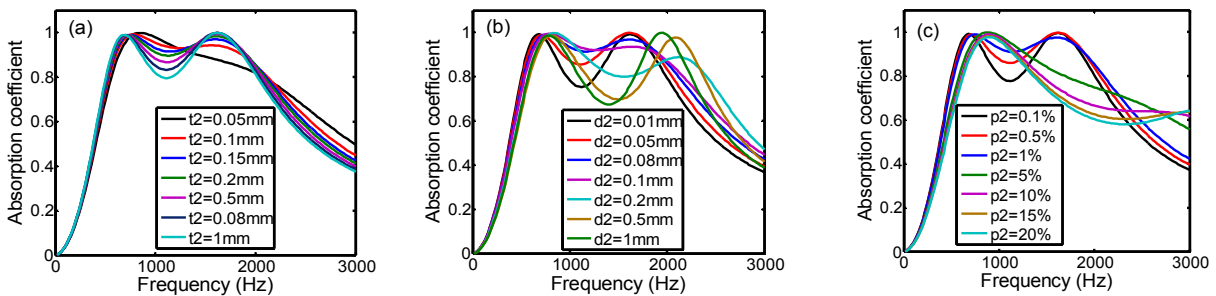 (a)
Absorption coefficient
1
0.8
0.6
0.4
0.2
0
0
1000
2000
3000
Frequency (Hz)
t2=0.05mm
t2=0.1mm
t2=0.15mm
t2=0.2mm
t2=0.5mm
t2=0.08mm
t2=1mm
(b)
Absorption coefficient
1
0.8
0.6
0.4
0.2
0
0
1000
2000
3000
Frequency (Hz)
d2=0.01mm
d2=0.05mm
d2=0.08mm
d2=0.1mm
d2=0.2mm
d2=0.5mm
d2=1mm
(c)
Absorption coefficient
1
0.8
0.6
0.4
0.2
0
0
1000
2000
3000
Frequency (Hz)
p2=0.1%
p2=0.5%
p2=1%
p2=5%
p2=10%
p2=15%
p2=20%